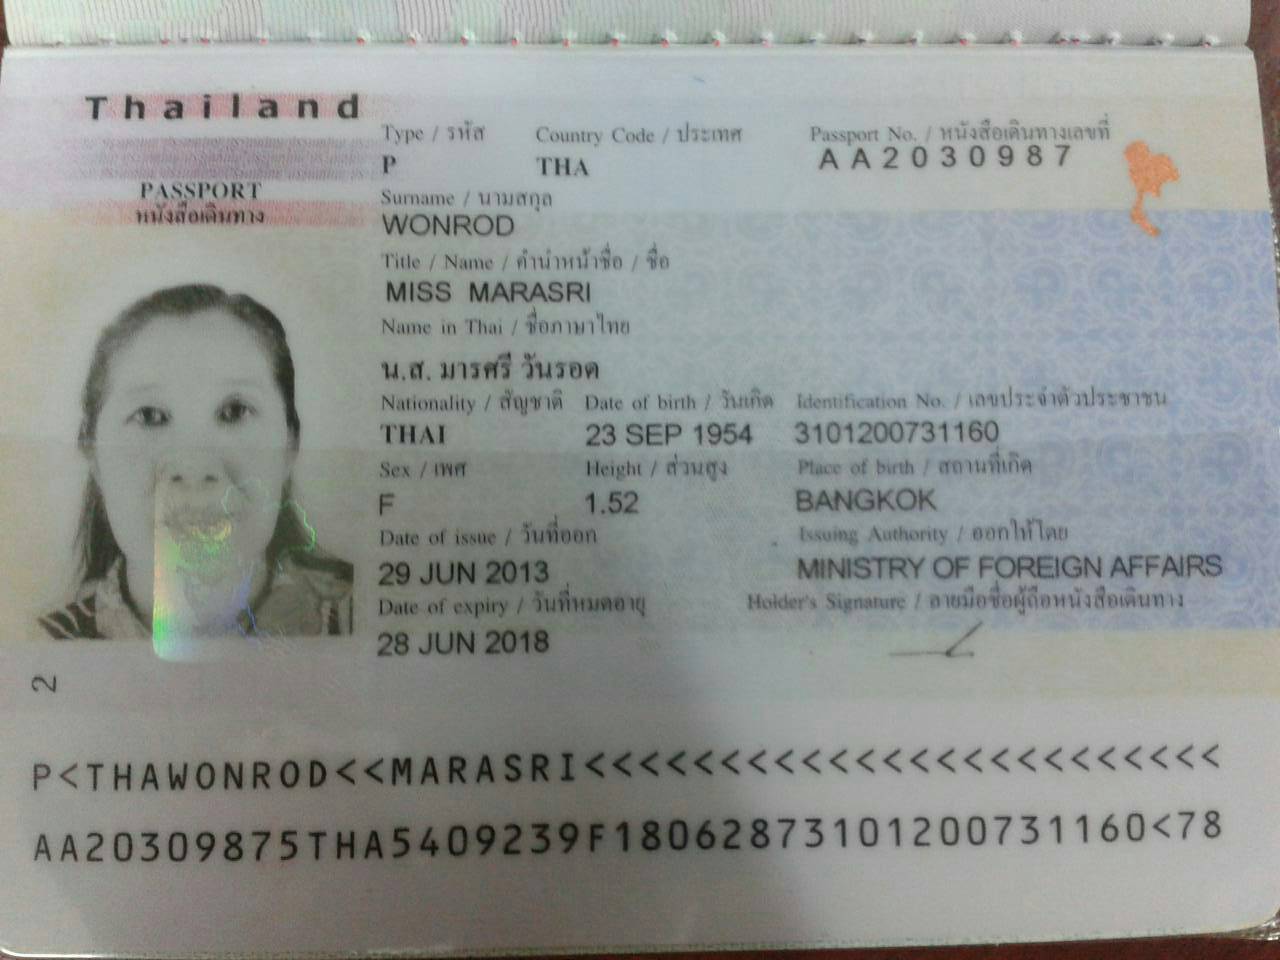 Thailand
PASSPORT
หนังสือเดินทาง
Type / รหัส Country Code / ประเทศ Passport No. / หนังสือเดินทางเลขที่
P THA AA2030987
Surname / นามสกุล
WONROD
Title / Name / คำนำหน้าชื่อ / ชื่อ
MISS MARASRI
Name in Thai / ชื่อภาษาไทย
น.ส. มารศรี วันรอด
Nationality / สัญชาติ Date of birth / วันเกิด Identification No. / เลขประจำตัวประชาชน
THAI 23 SEP 1954 3101200731160
Sex / เพศ Height / ส่วนสูง Place of birth / สถานที่เกิด
F 1.52 BANGKOK
Date of issue / วันที่ออก Issuing Authority / ออกให้โดย
29 JUN 2013 MINISTRY OF FOREIGN AFFAIRS
Date of expiry / วันที่หมดอายุ Holder's Signature / ลายมือชื่อผู้ถือหนังสือเดินทาง
28 JUN 2018
2
P<THAWONROD<<MARASRI<<<<<<<<<<<<<<<<<<<<<<<<
AA20309875THA5409239F18062873101200731160<78